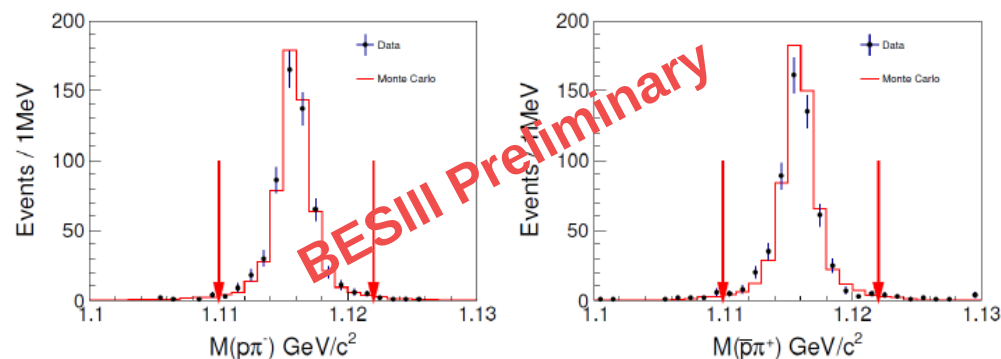 200
150
100
50
0
Events / 1MeV
Data
Monte Carlo
1.1
1.11
1.12
1.13
M(pπ⁻) GeV/c²
BESIII Preliminary
200
150
100
50
0
Events / 1MeV
Data
Monte Carlo
1.1
1.11
1.12
1.13
M(p̅π⁺) GeV/c²